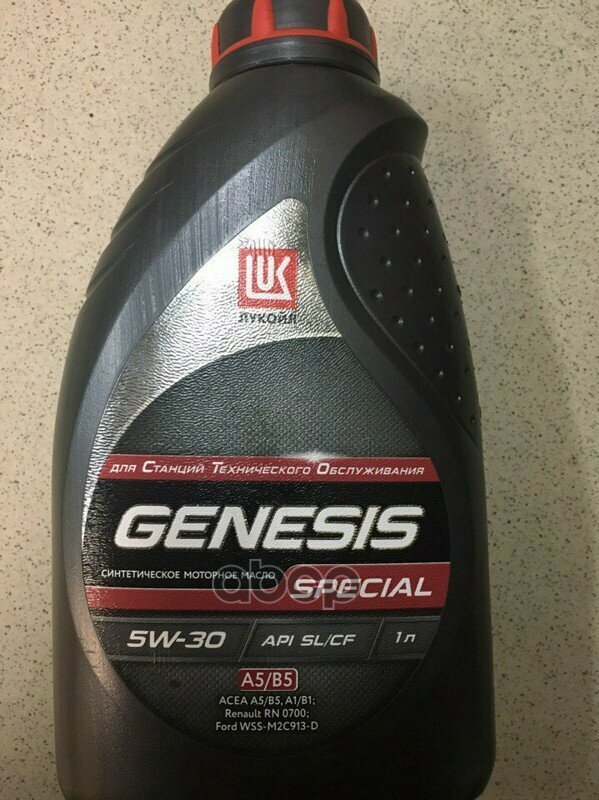 LUK
ЛУКОЙЛ
ДЛЯ СТАНЦИЙ ТЕХНИЧЕСКОГО ОБСЛУЖИВАНИЯ
GENESIS
СИНТЕТИЧЕСКОЕ МОТОРНОЕ МАСЛО
SPECIAL
5W-30 API SL/CF 1 л
A5/B5
ACEA A5/B5, A1/B1;
Renault RN 0700;
Ford WSS-M2C913-D